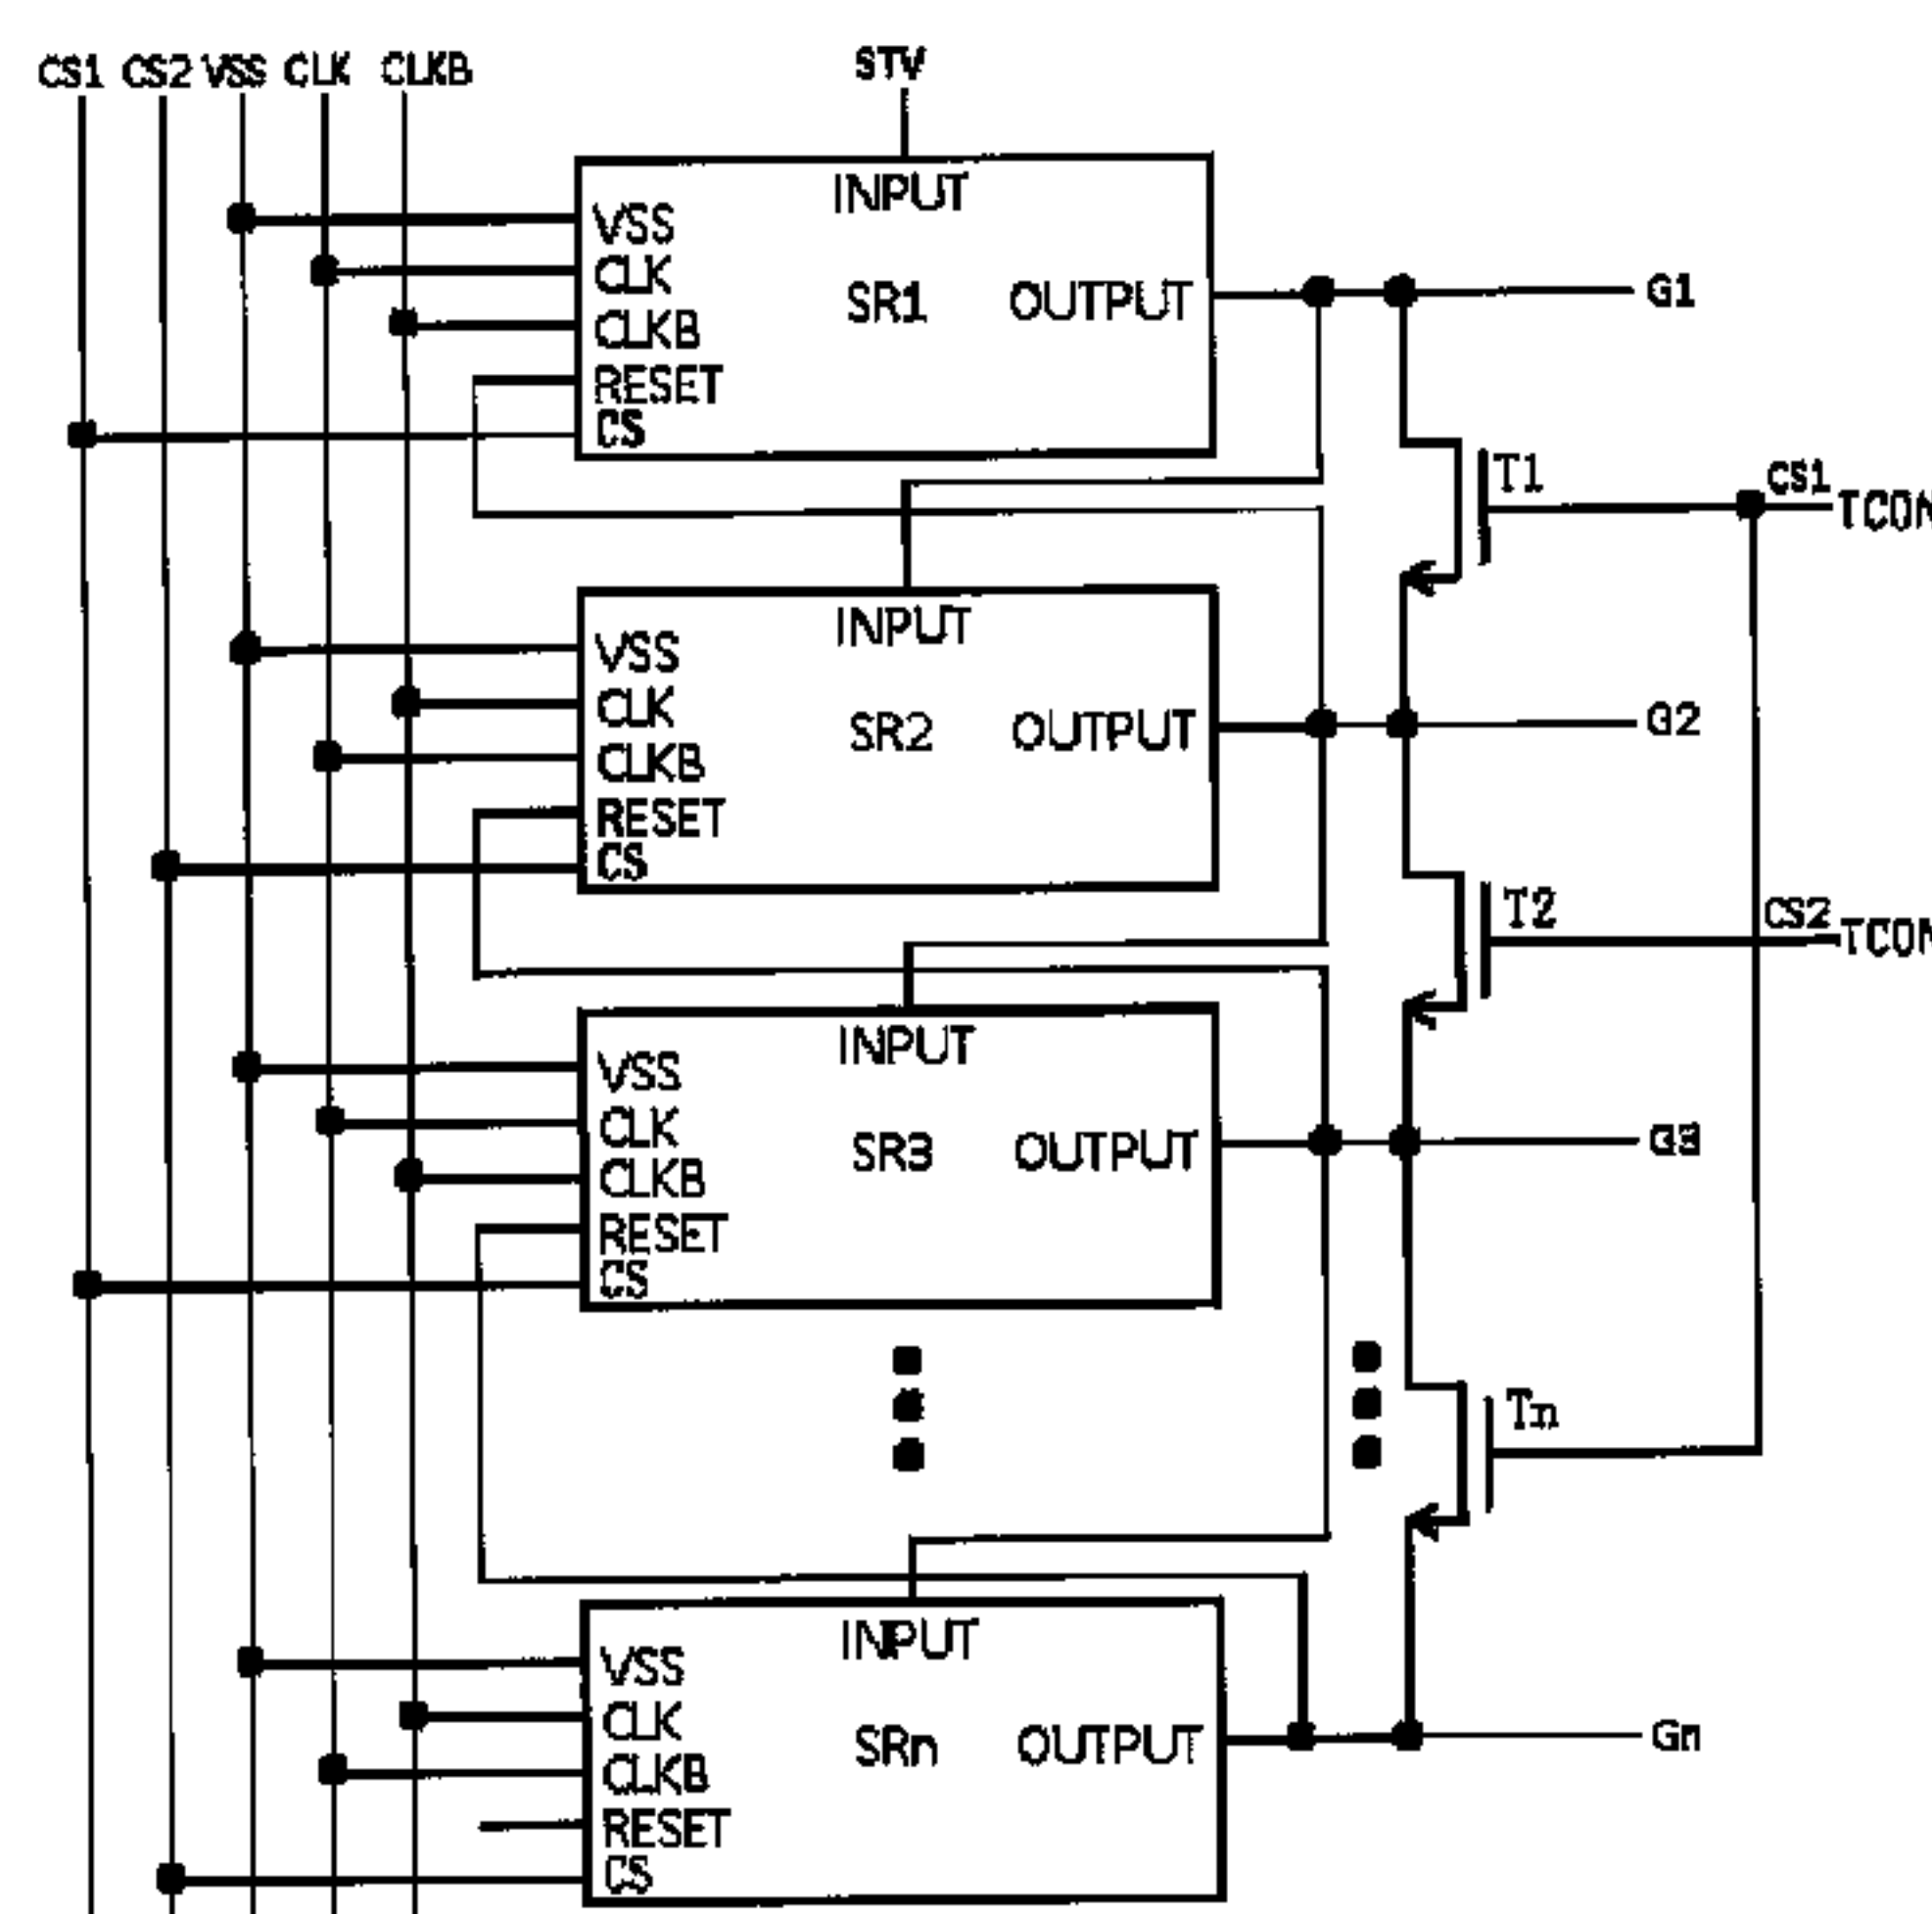 CS1 CS2 VSS CLK CLKB STV
INPUT
VSS
CLK
SR1 OUTPUT G1
CLKB
RESET
CS
T1
CS1
INPUT
VSS
CLK
SR2 OUTPUT G2
CLKB
RESET
CS
T2
CS2
INPUT
VSS
CLK
SR3 OUTPUT G3
CLKB
RESET
CS
Tn
INPUT
VSS
CLK
SRn OUTPUT Gn
CLKB
RESET
CS